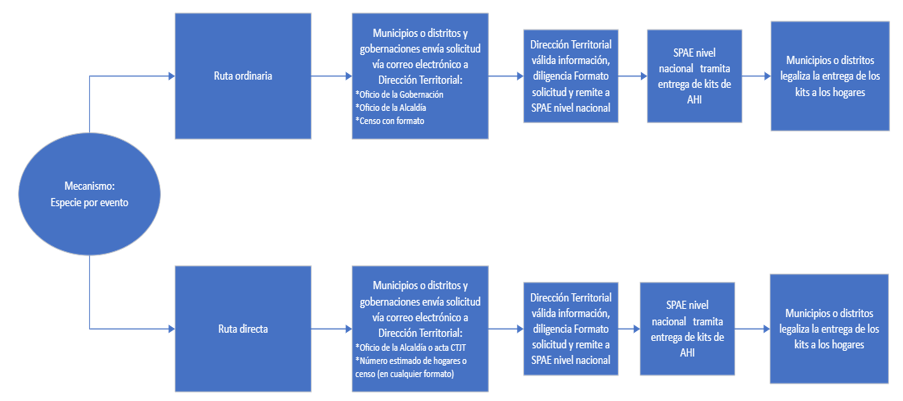 Mecanismo:
Especie por evento
Ruta ordinaria
Municipios o distritos y
gobernaciones envía solicitud
vía correo electrónico a
Dirección Territorial:
*Oficio de la Gobernación
*Oficio de la Alcaldía
*Censo con formato
Dirección Territorial
válida información,
diligencia Formato
solicitud y remite a
SPAE nivel nacional
SPAE nivel
nacional tramita
entrega de kits de
AHI
Municipios o distritos
legaliza la entrega de los
kits a los hogares
Ruta directa
Municipios o distritos y
gobernaciones envía solicitud
vía correo electrónico a
Dirección Territorial:
*Oficio de la Alcaldía o acta CTJT
*Número estimado de hogares o
censo (en cualquier formato)
Dirección Territorial
válida información,
diligencia Formato
solicitud y remite a
SPAE nivel nacional
SPAE nivel
nacional tramita
entrega de kits de
AHI
Municipios o distritos
legaliza la entrega de los
kits a los hogares